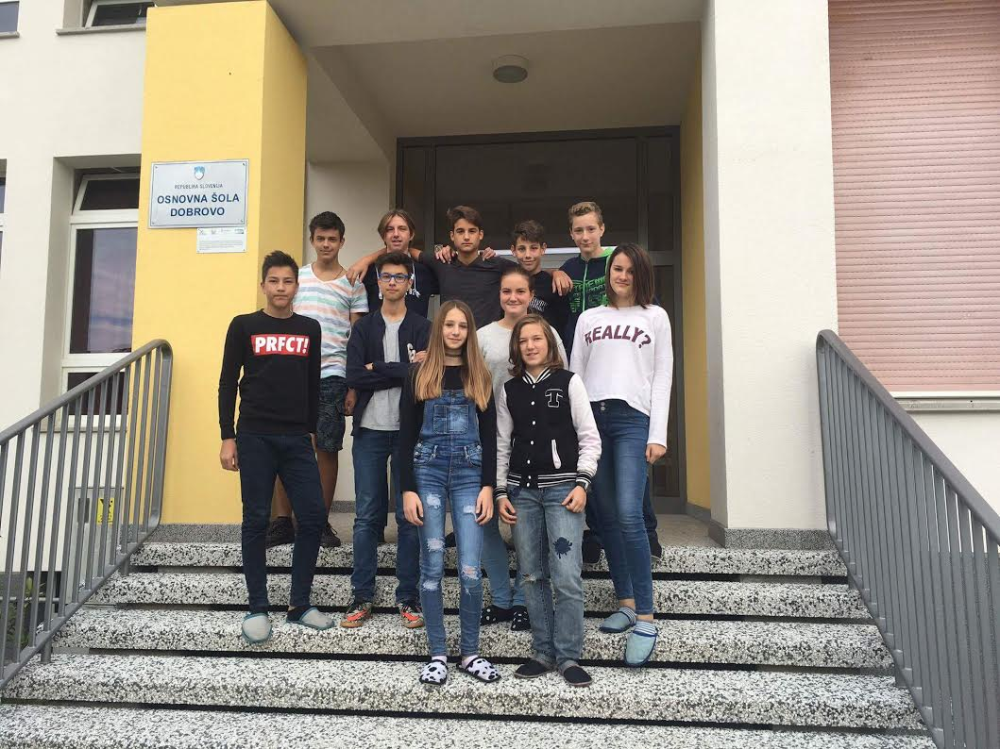 REPUBLIKA SLOVENIJA
OSNOVNA ŠOLA
DOBROVO
PRFCT!
REALLY?
T